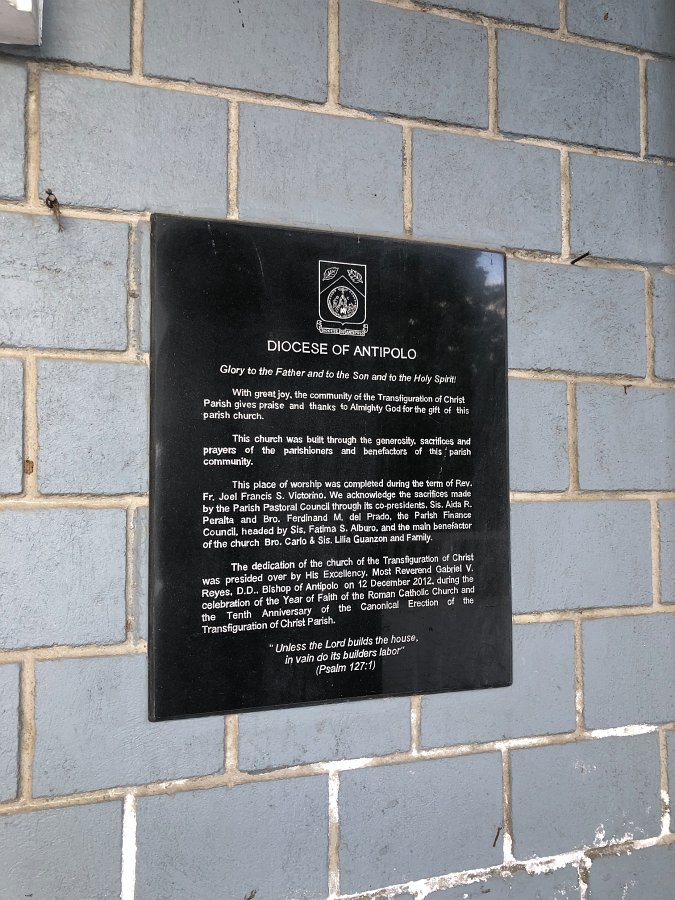 DIOCESE OF ANTIPOLO
DIOCESE OF ANTIPOLO
Glory to the Father and to the Son and to the Holy Spirit!
With great joy, the community of the Transfiguration of Christ
Parish gives praise and thanks to Almighty God for the gift of this
parish church.
This church was built through the generosity, sacrifices and
prayers of the parishioners and benefactors of this parish
community.
This place of worship was completed during the term of Rev.
Fr. Joel Francis S. Victorino. We acknowledge the sacrifices made
by the Parish Pastoral Council through its co-presidents, Sis. Aida R.
Peralta and Bro. Ferdinand M. del Prado, the Parish Finance
Council, headed by Sis. Fatima S. Alburo, and the main benefactor
of the church Bro. Carlo & Sis. Lilia Guanzon and Family.
The dedication of the church of the Transfiguration of Christ
was presided over by His Excellency, Most Reverend Gabriel V.
Reyes, D.D., Bishop of Antipolo on 12 December 2012, during the
celebration of the Year of Faith of the Roman Catholic Church and
the Tenth Anniversary of the Canonical Erection of the
Transfiguration of Christ Parish.
"Unless the Lord builds the house,
in vain do its builders labor"
(Psalm 127:1)